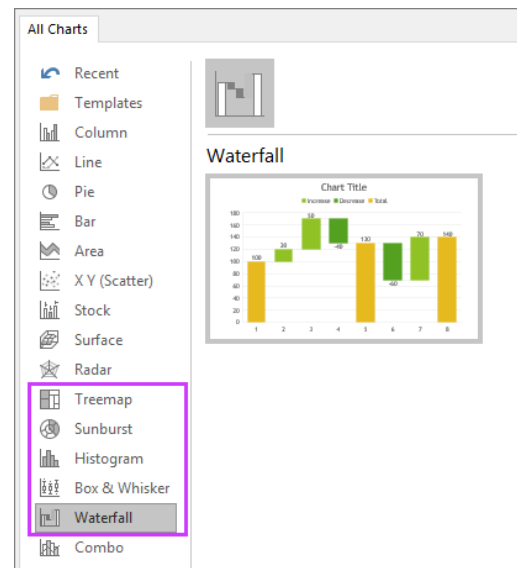 All Charts
Recent
Templates
Column
Line
Pie
Bar
Area
X Y (Scatter)
Stock
Surface
Radar
Treemap
Sunburst
Histogram
Box & Whisker
Waterfall
Combo
Waterfall
Chart Title
Increase Decrease Total
180
160
140
120
100
80
60
40
20
0
100
20
50
-40
130
-60
70
140
1 2 3 4 5 6 7 8